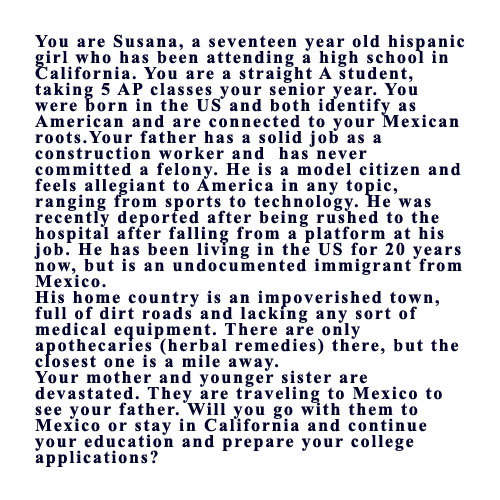 You are Susana, a seventeen year old hispanic
girl who has been attending a high school in
California. You are a straight A student,
taking 5 AP classes your senior year. You
were born in the US and both identify as
American and are connected to your Mexican
roots.Your father has a solid job as a
construction worker and  has never
committed a felony. He is a model citizen and
feels allegiant to America in any topic,
ranging from sports to technology. He was
recently deported after being rushed to the
hospital after falling from a platform at his
job. He has been living in the US for 20 years
now, but is an undocumented immigrant from
Mexico.
His home country is an impoverished town,
full of dirt roads and lacking any sort of
medical equipment. There are only
apothecaries (herbal remedies) there, but the
closest one is a mile away.
Your mother and younger sister are
devastated. They are traveling to Mexico to
see your father. Will you go with them to
Mexico or stay in California and continue
your education and prepare your college
applications?